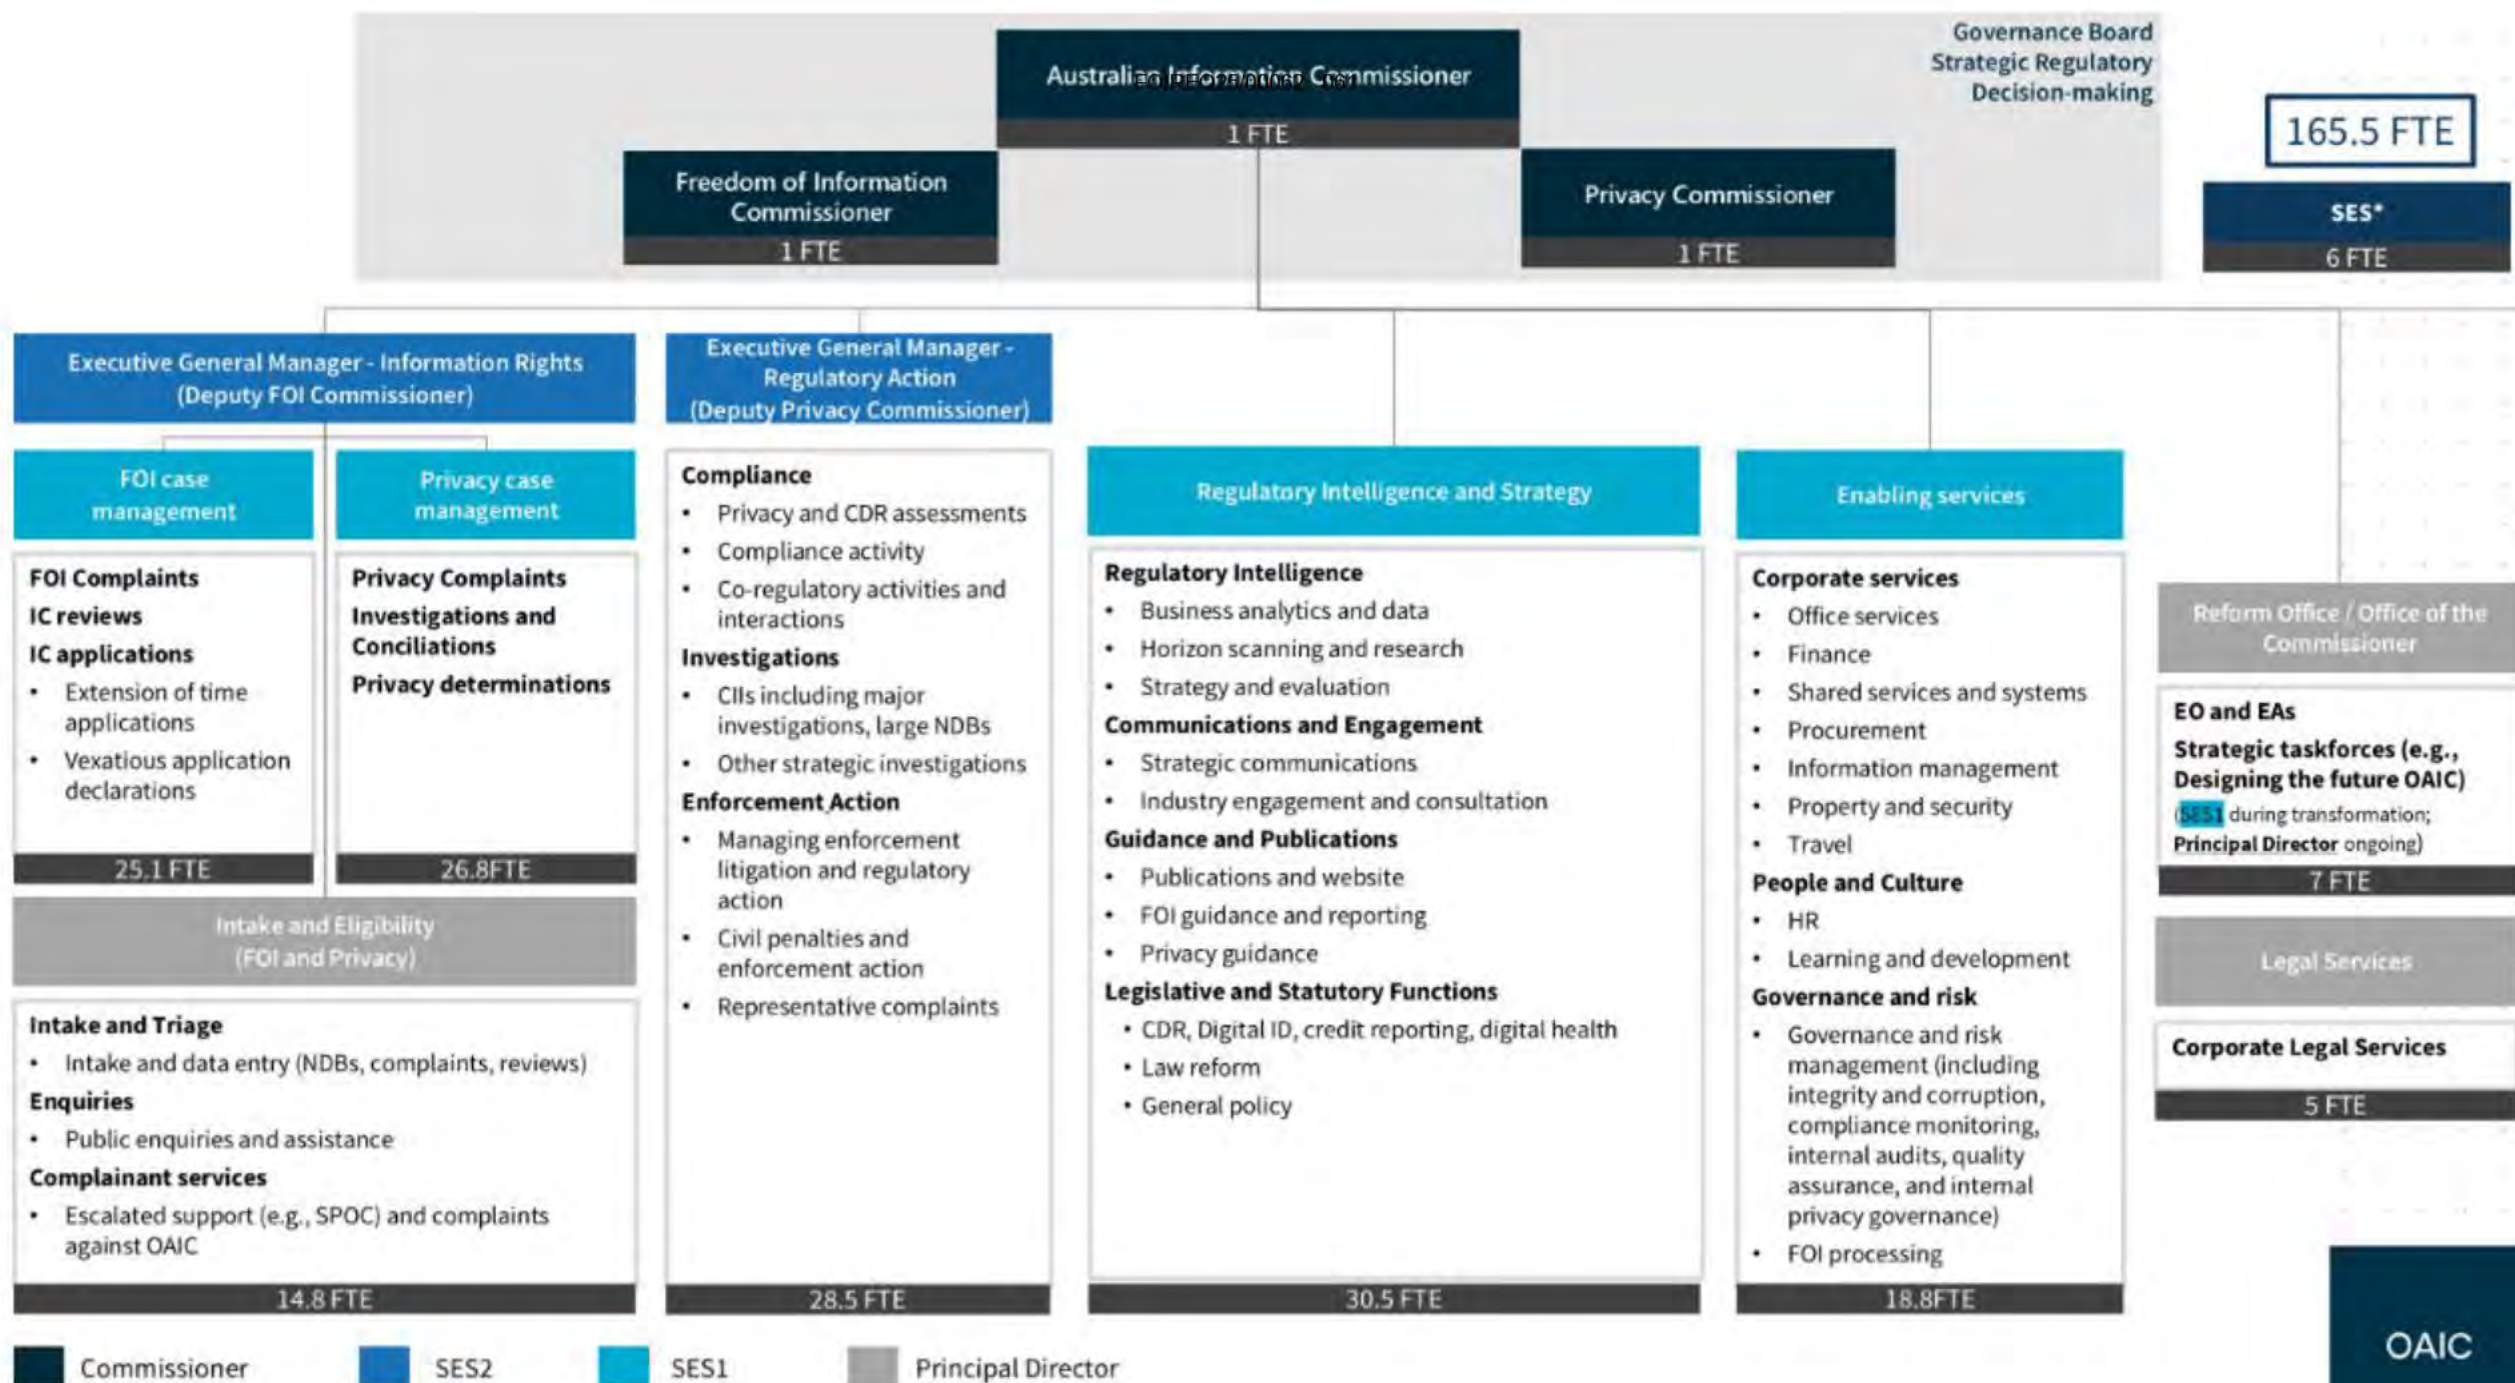 Governance Board
Strategic Regulatory
Decision-making
Australian Information Commissioner
1 FTE
Freedom of Information
Commissioner
1 FTE
Privacy Commissioner
1 FTE
165.5 FTE
SES*
6 FTE
Executive General Manager - Information Rights
(Deputy FOI Commissioner)
Executive General Manager -
Regulatory Action
(Deputy Privacy Commissioner)
FOI case
management
FOI Complaints
IC reviews
IC applications
• Extension of time
applications
• Vexatious application
declarations
25.1 FTE
Privacy case
management
Privacy Complaints
Investigations and
Conciliations
Privacy determinations
26.8FTE
Intake and Eligibility
(FOI and Privacy)
Intake and Triage
• Intake and data entry (NDBs, complaints, reviews)
Enquiries
• Public enquiries and assistance
Complainant services
• Escalated support (e.g., SPOC) and complaints
against OAIC
14.8 FTE
Compliance
• Privacy and CDR assessments
• Compliance activity
• Co-regulatory activities and
interactions
Investigations
• CIIs including major
investigations, large NDBs
• Other strategic investigations
Enforcement Action
• Managing enforcement
litigation and regulatory
action
• Civil penalties and
enforcement action
• Representative complaints
28.5 FTE
Regulatory Intelligence and Strategy
Regulatory Intelligence
• Business analytics and data
• Horizon scanning and research
• Strategy and evaluation
Communications and Engagement
• Strategic communications
• Industry engagement and consultation
Guidance and Publications
• Publications and website
• FOI guidance and reporting
• Privacy guidance
Legislative and Statutory Functions
• CDR, Digital ID, credit reporting, digital health
• Law reform
• General policy
30.5 FTE
Enabling services
Corporate services
• Office services
• Finance
• Shared services and systems
• Procurement
• Information management
• Property and security
• Travel
People and Culture
• HR
• Learning and development
Governance and risk
• Governance and risk
management (including
integrity and corruption,
compliance monitoring,
internal audits, quality
assurance, and internal
privacy governance)
• FOI processing
18.8FTE
Reform Office / Office of the
Commissioner
EO and EAs
Strategic taskforces (e.g.,
Designing the future OAIC)
(SES1 during transformation;
Principal Director ongoing)
7 FTE
Legal Services
Corporate Legal Services
5 FTE
Commissioner
SES2
SES1
Principal Director
OAIC